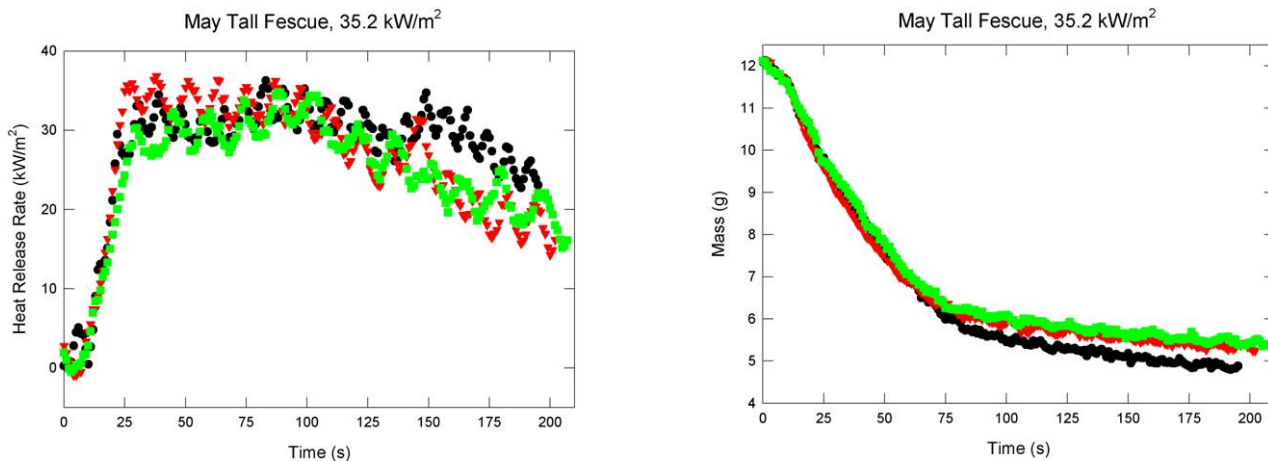 May Tall Fescue, 35.2 kW/m²
40
30
20
10
0
Heat Release Rate (kW/m²)
0 25 50 75 100 125 150 175 200
Time (s)
May Tall Fescue, 35.2 kW/m²
12
11
10
9
8
7
6
5
4
Mass (g)
0 25 50 75 100 125 150 175 200
Time (s)